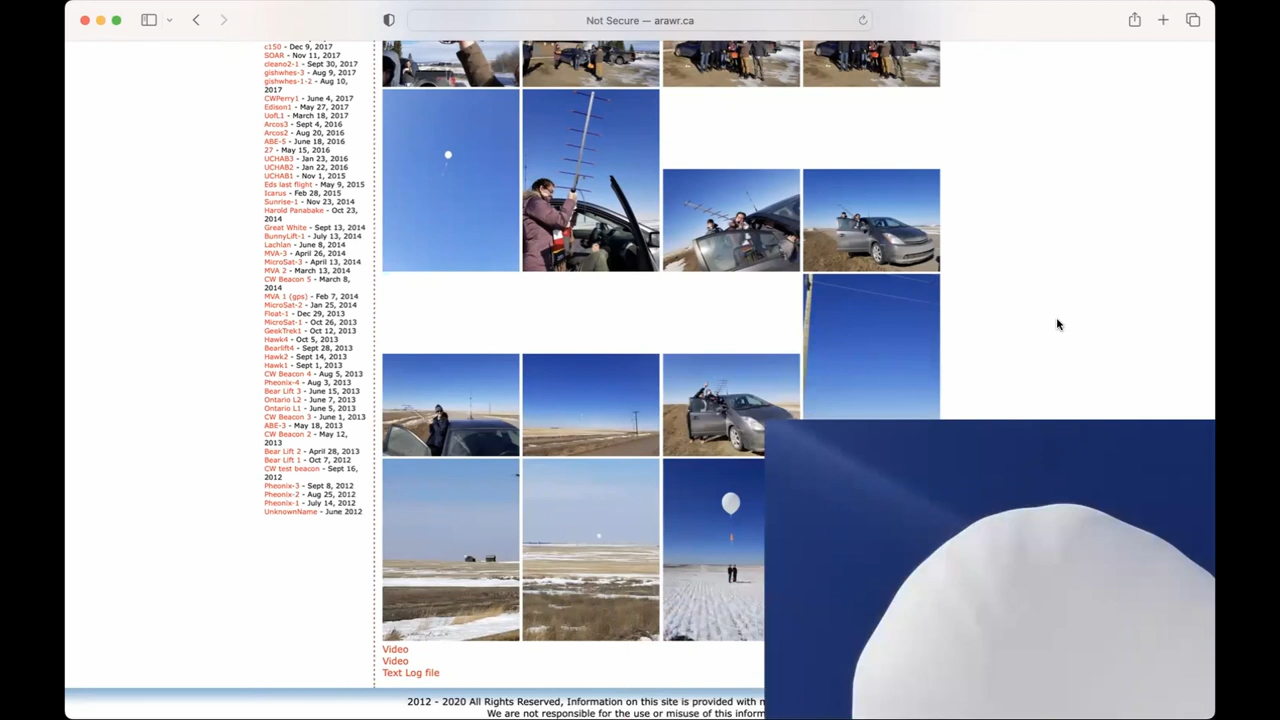 Not Secure — arawr.ca
c150 - Dec 9, 2017
SOAR - Nov 11, 2017
cleano2-1 - Sept 30, 2017
gishwhes-3 - Aug 9, 2017
gishwhes-1-2 - Aug 10,
2017
CWPerry1 - June 4, 2017
Edison1 - May 27, 2017
UofL1 - March 18, 2017
Arcos3 - Sept 4, 2016
Arcos2 - Aug 20, 2016
ABE-5 - June 18, 2016
27 - May 15, 2016
UCHAB3 - Jan 23, 2016
UCHAB2 - Jan 22, 2016
UCHAB1 - Nov 1, 2015
Eds last flight - May 9, 2015
Icarus - Feb 28, 2015
Sunrise-1 - Nov 23, 2014
Harold Panabake - Oct 23,
2014
Great White - Sept 13, 2014
BunnyLift-1 - July 13, 2014
Lachlan - June 8, 2014
MVA-3 - April 26, 2014
MicroSat-3 - April 13, 2014
MVA 2 - March 13, 2014
CW Beacon 5 - March 8,
2014
MVA 1 (gps) - Feb 7, 2014
MicroSat-2 - Jan 25, 2014
Float-1 - Dec 29, 2013
MicroSat-1 - Oct 26, 2013
GeekTrek1 - Oct 12, 2013
Hawk4 - Oct 5, 2013
Bearlift4 - Sept 28, 2013
Hawk2 - Sept 14, 2013
Hawk1 - Sept 1, 2013
CW Beacon 4 - Aug 5, 2013
Pheonix-4 - Aug 3, 2013
Bear Lift 3 - June 15, 2013
Ontario L2 - June 7, 2013
Ontario L1 - June 5, 2013
CW Beacon 3 - June 1, 2013
ABE-3 - May 18, 2013
CW Beacon 2 - May 12,
2013
Bear Lift 2 - April 28, 2013
Bear Lift 1 - Oct 7, 2012
CW test beacon - Sept 16,
2012
Pheonix-3 - Sept 8, 2012
Pheonix-2 - Aug 25, 2012
Pheonix-1 - July 14, 2012
UnknownName - June 2012
Video
Video
Text Log file
2012 - 2020 All Rights Reserved, Information on this site is provided with
We are not responsible for the use or misuse of this